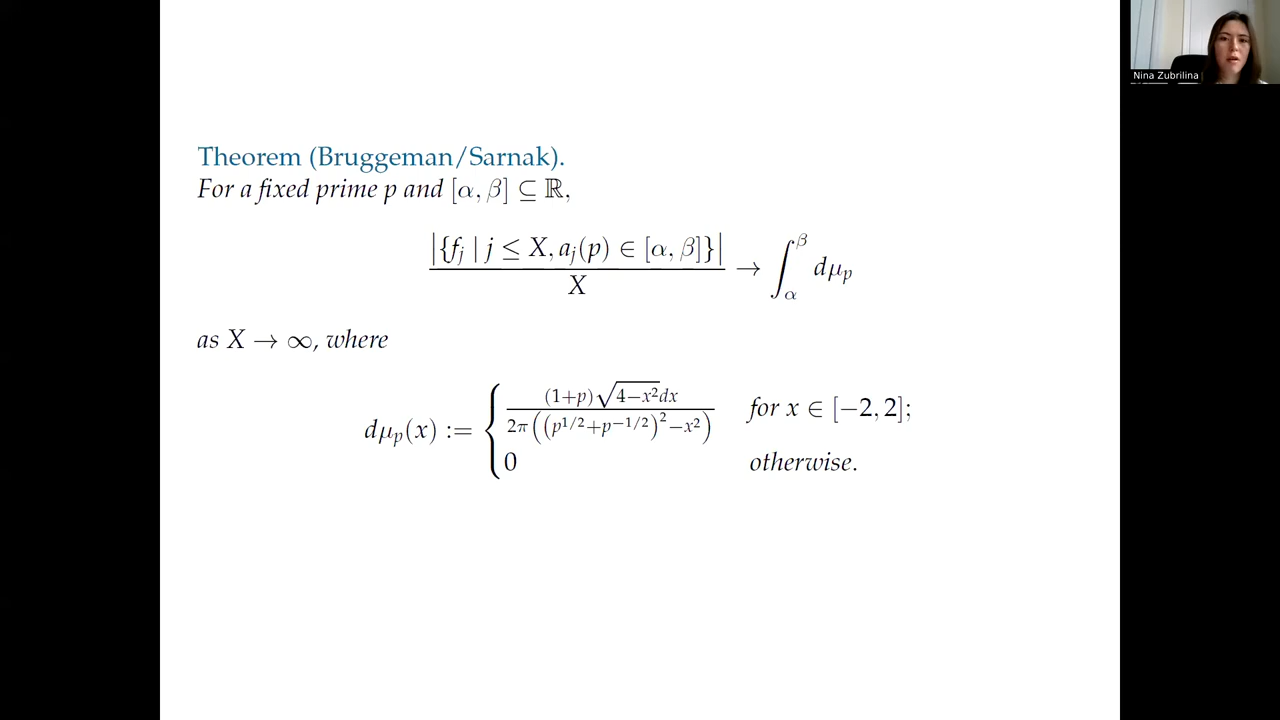 Nina Zubrilina
Theorem (Bruggeman/Sarnak).
For a fixed prime p and [α, β] ⊆ ℝ,
|{f_j | j ≤ X, a_j(p) ∈ [α, β]}| / X → ∫_α^β dμ_p
as X → ∞, where
dμ_p(x) := { (1+p)√(4−x²)dx / 2π((p^{1/2}+p^{−1/2})²−x²) for x ∈ [−2, 2];
0 otherwise.